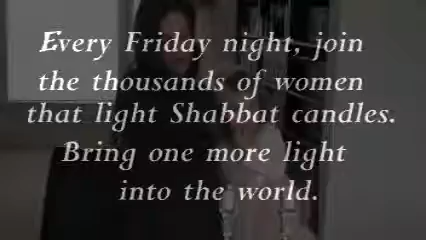 Every Friday night, join
the thousands of women
that light Shabbat candles.
Bring one more light
into the world.